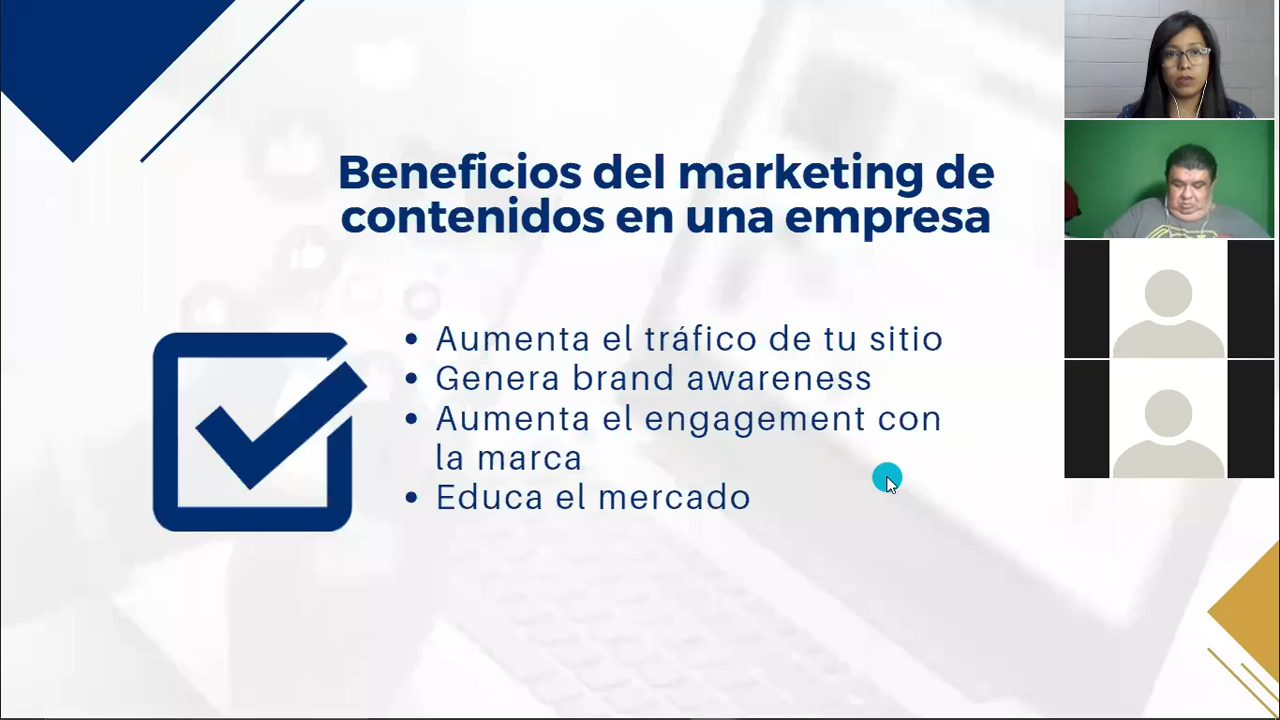 Beneficios del marketing de
contenidos en una empresa
• Aumenta el tráfico de tu sitio
• Genera brand awareness
• Aumenta el engagement con
la marca
• Educa el mercado